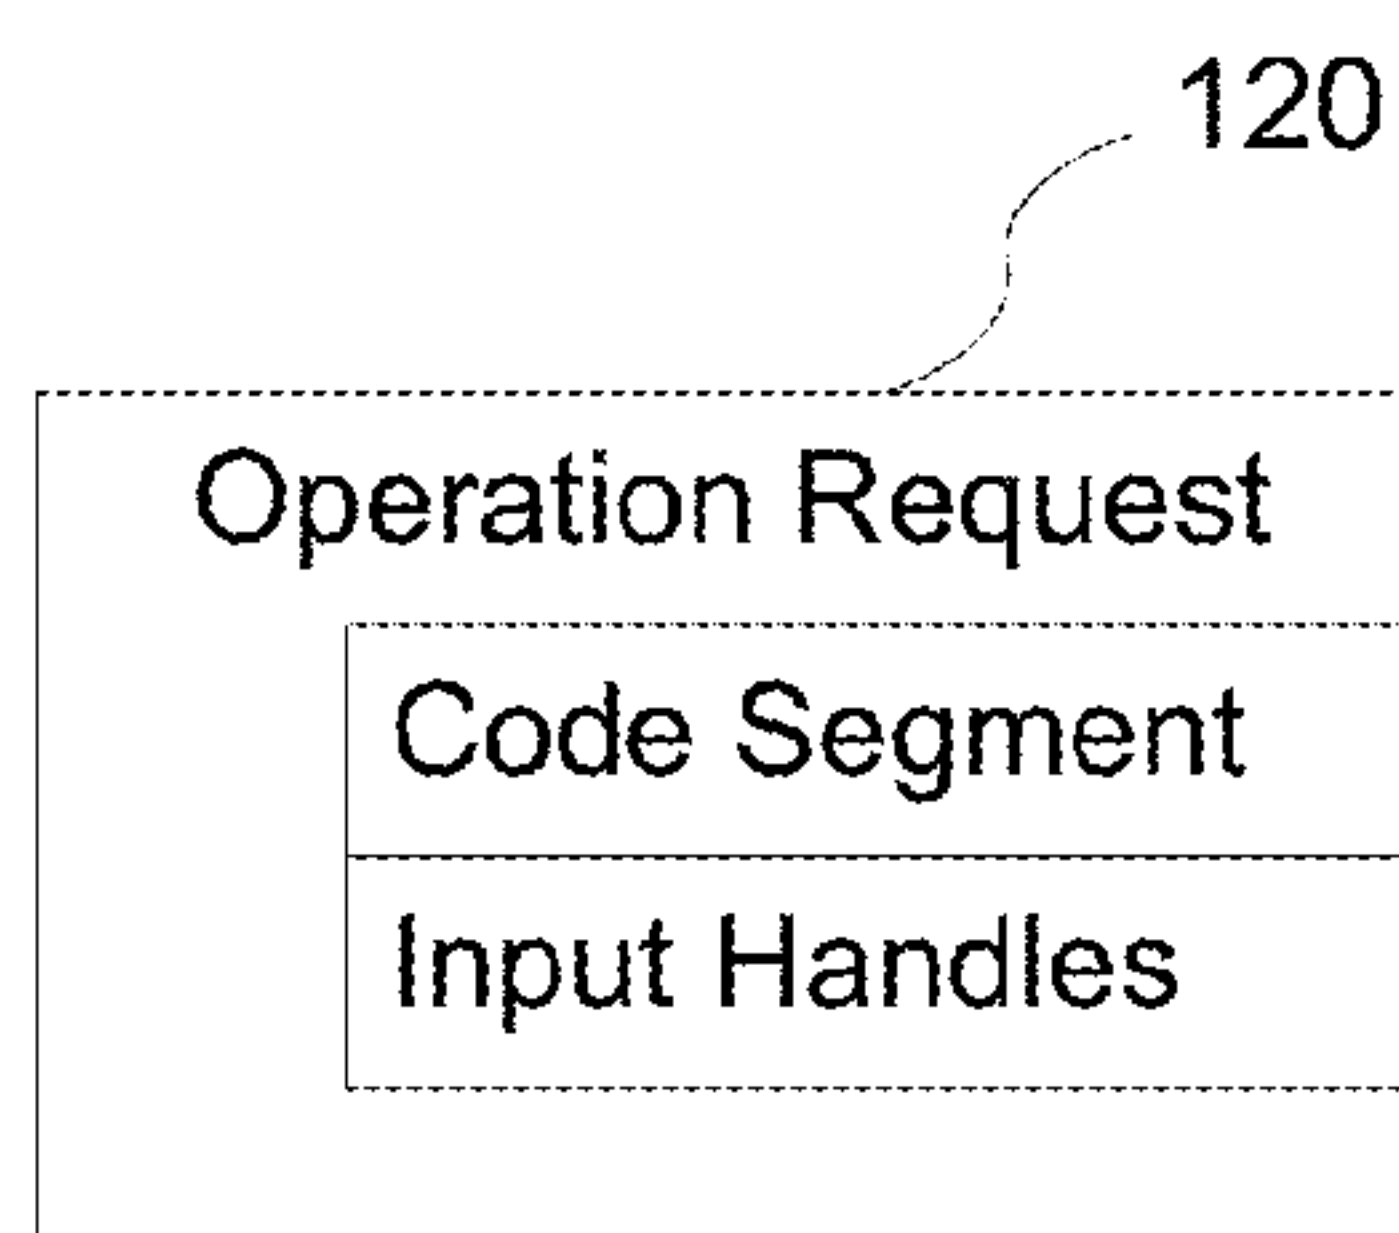 120
Operation Request
Code Segment
Input Handles